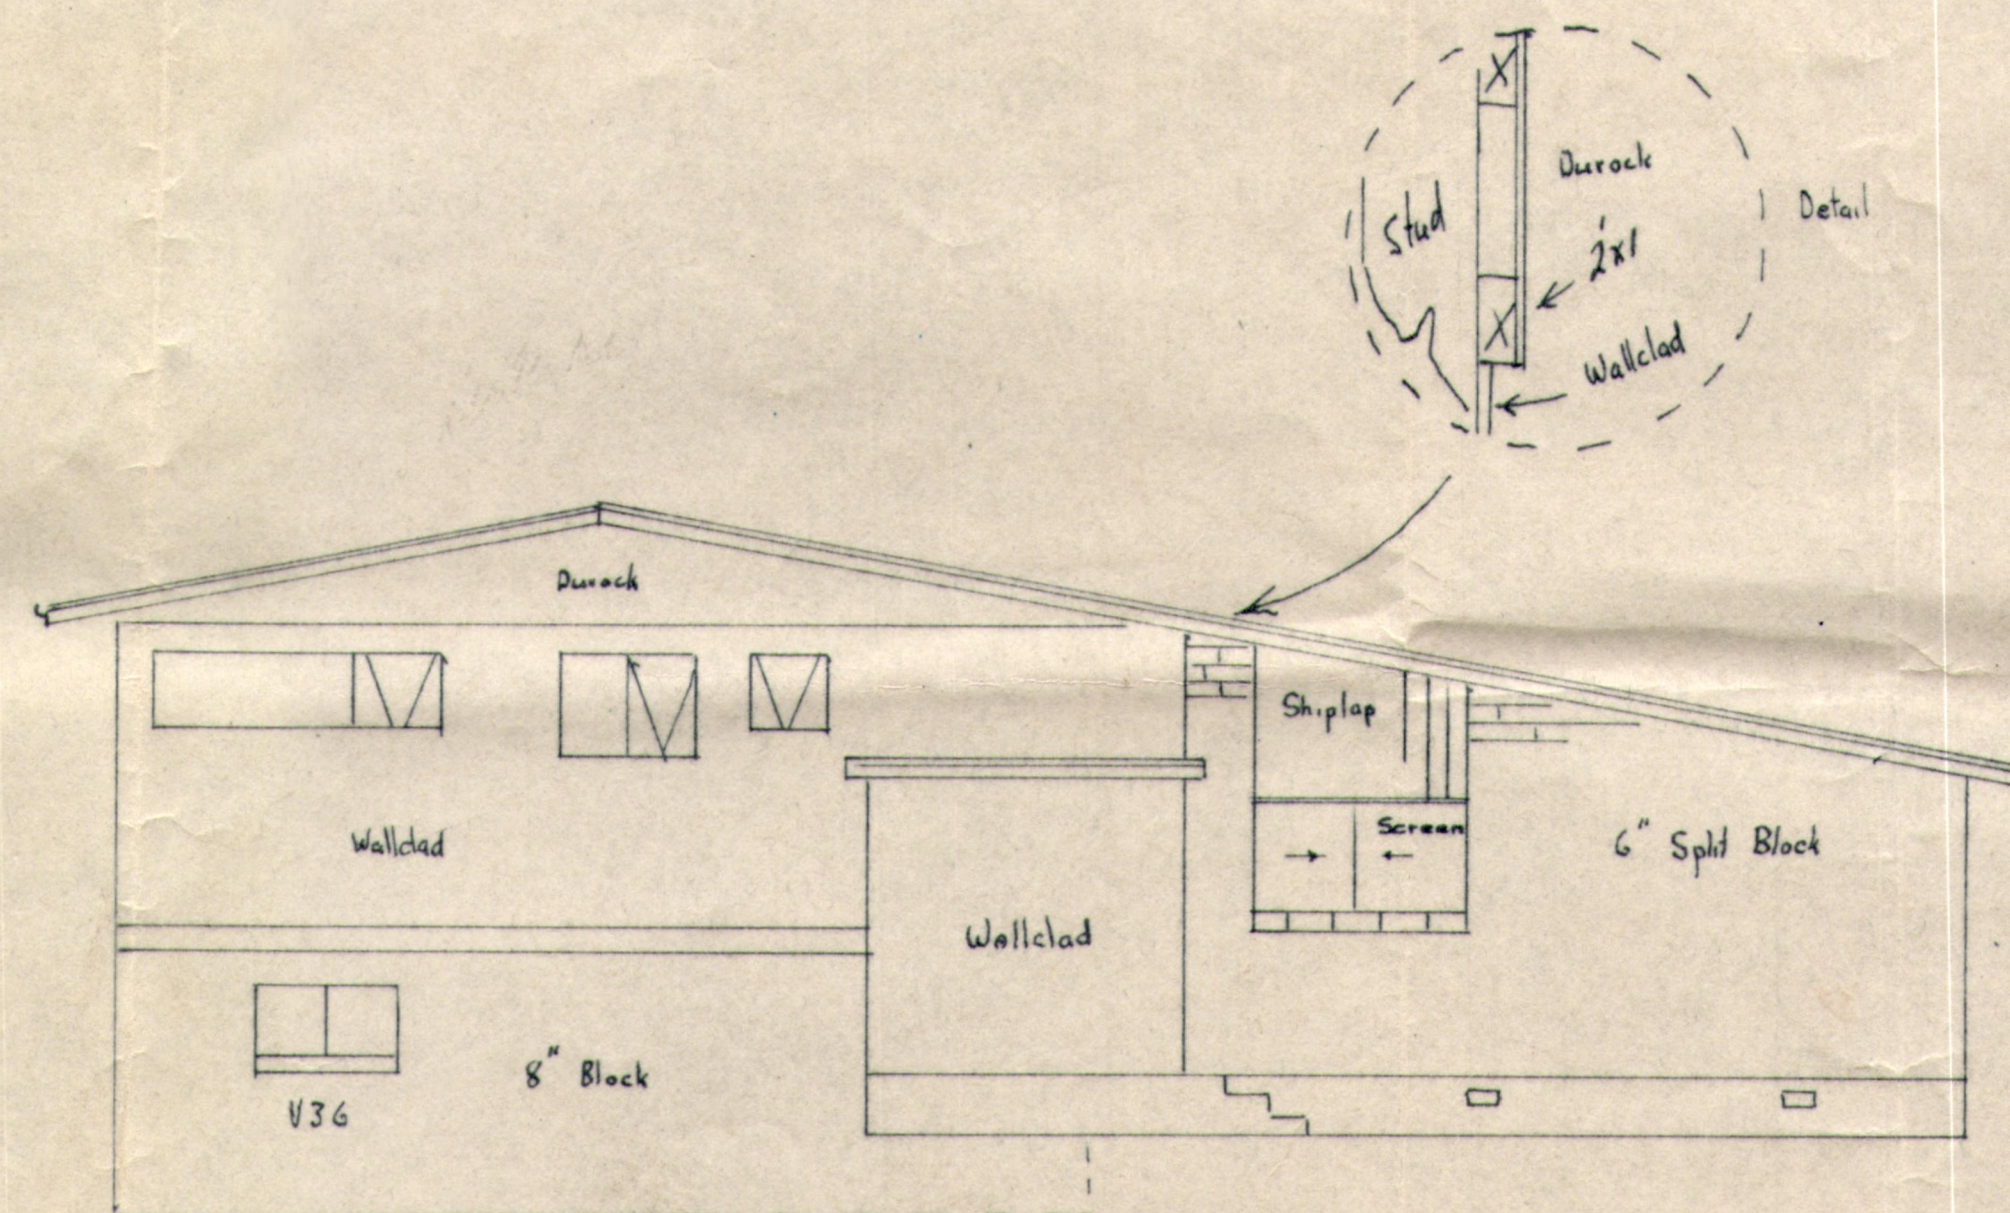 Durock
Stud
Detail
2x1
Wallclad
Durock
Shiplap
Screen
Wallclad
6" Split Block
Wallclad
8" Block
V36